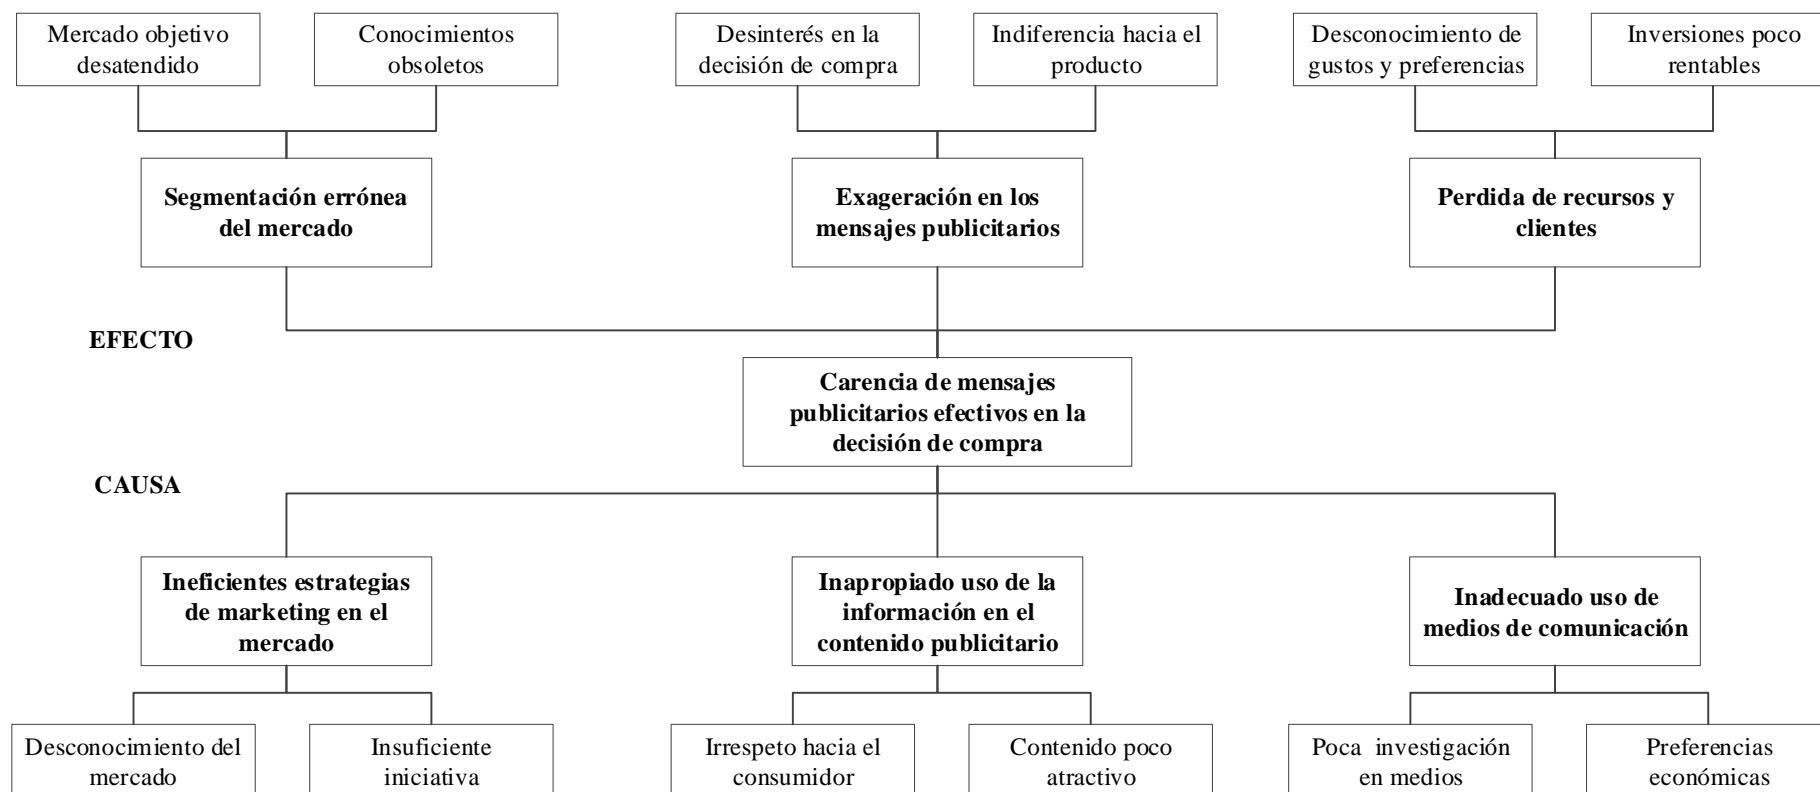 Mercado objetivo
desatendido
Conocimientos
obsoletos
Desinterés en la
decisión de compra
Indiferencia hacia el
producto
Desconocimiento de
gustos y preferencias
Inversiones poco
rentables
Segmentación errónea
del mercado
Exageración en los
mensajes publicitarios
Perdida de recursos y
clientes
EFECTO
Carencia de mensajes
publicitarios efectivos en la
decisión de compra
CAUSA
Ineficientes estrategias
de marketing en el
mercado
Inapropiado uso de la
información en el
contenido publicitario
Inadecuado uso de
medios de comunicación
Desconocimiento del
mercado
Insuficiente
iniciativa
Irrespeto hacia el
consumidor
Contenido poco
atractivo
Poca investigación
en medios
Preferencias
económicas